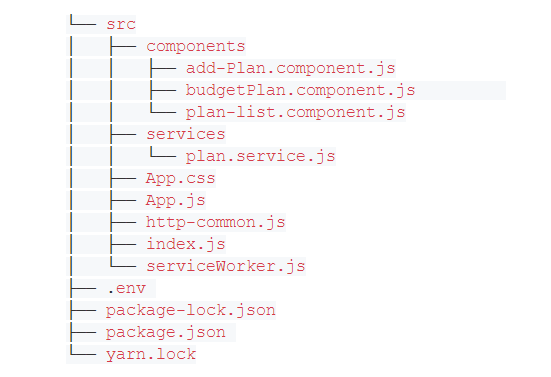 └── src
│   ├── components
│   │   ├── add-Plan.component.js
│   │   ├── budgetPlan.component.js
│   │   └── plan-list.component.js
│   ├── services
│   │   └── plan.service.js
│   ├── App.css
│   ├── App.js
│   ├── http-common.js
│   ├── index.js
│   └── serviceWorker.js
├── .env
├── package-lock.json
├── package.json
└── yarn.lock